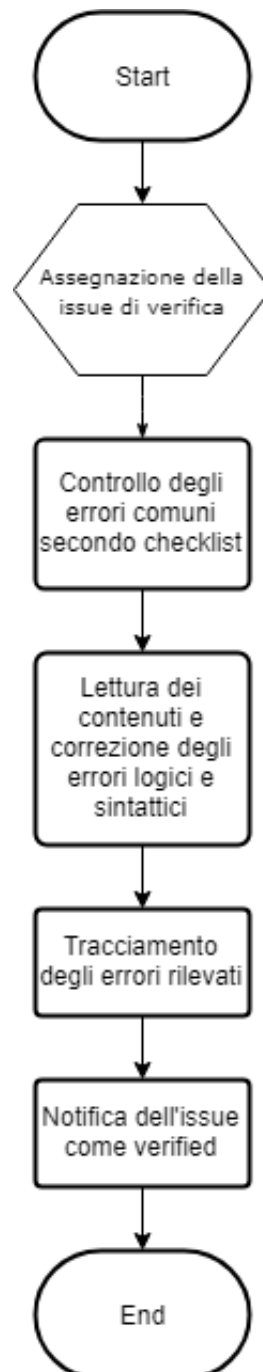 Start
Assegnazione della
issue di verifica
Controllo degli
errori comuni
secondo checklist
Lettura dei
contenuti e
correzione degli
errori logici e
sintattici
Tracciamento
degli errori rilevati
Notifica dell'issue
come verified
End